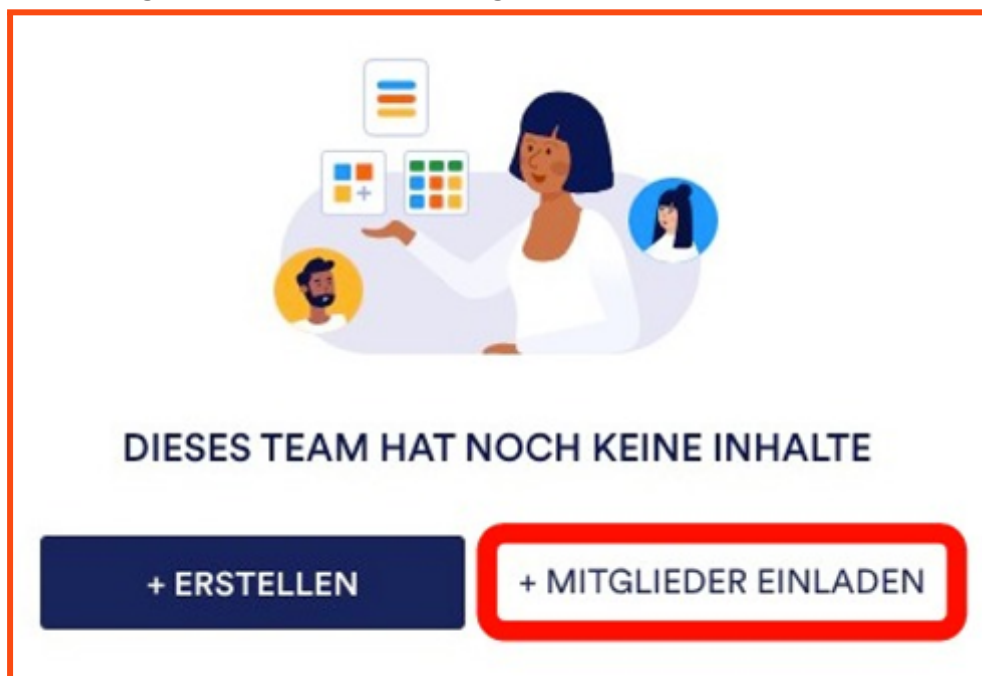 DIESES TEAM HAT NOCH KEINE INHALTE
+ ERSTELLEN
+ MITGLIEDER EINLADEN